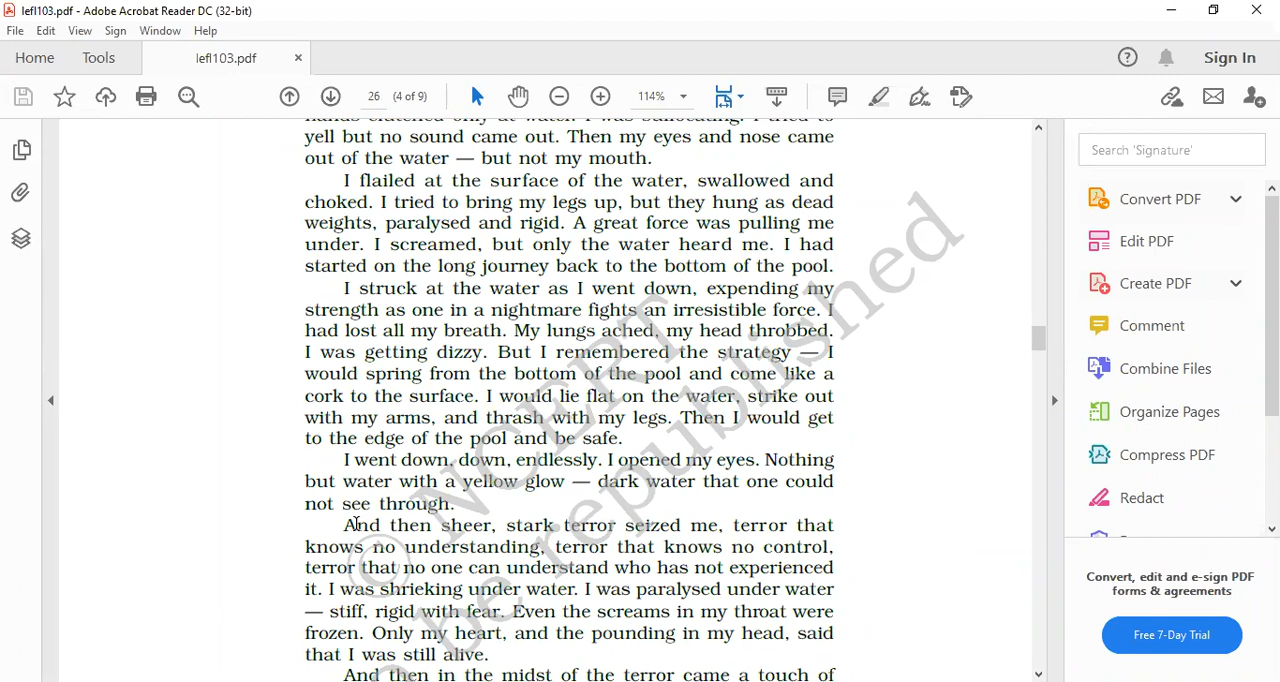 lefl103.pdf - Adobe Acrobat Reader DC (32-bit)
File Edit View Sign Window Help
Home Tools lefl103.pdf × Sign In
26 (4 of 9) 114%
yell but no sound came out. Then my eyes and nose came
out of the water — but not my mouth.
I flailed at the surface of the water, swallowed and
choked. I tried to bring my legs up, but they hung as dead
weights, paralysed and rigid. A great force was pulling me
under. I screamed, but only the water heard me. I had
started on the long journey back to the bottom of the pool.
I struck at the water as I went down, expending my
strength as one in a nightmare fights an irresistible force. I
had lost all my breath. My lungs ached, my head throbbed.
I was getting dizzy. But I remembered the strategy — I
would spring from the bottom of the pool and come like a
cork to the surface. I would lie flat on the water, strike out
with my arms, and thrash with my legs. Then I would get
to the edge of the pool and be safe.
I went down, down, endlessly. I opened my eyes. Nothing
but water with a yellow glow — dark water that one could
not see through.
And then sheer, stark terror seized me, terror that
knows no understanding, terror that knows no control,
terror that no one can understand who has not experienced
it. I was shrieking under water. I was paralysed under water
— stiff, rigid with fear. Even the screams in my throat were
frozen. Only my heart, and the pounding in my head, said
that I was still alive.
And then in the midst of the terror came a touch of
© NCERT
be republished
Search 'Signature'
Convert PDF
Edit PDF
Create PDF
Comment
Combine Files
Organize Pages
Compress PDF
Redact
Convert, edit and e-sign PDF
forms & agreements
Free 7-Day Trial